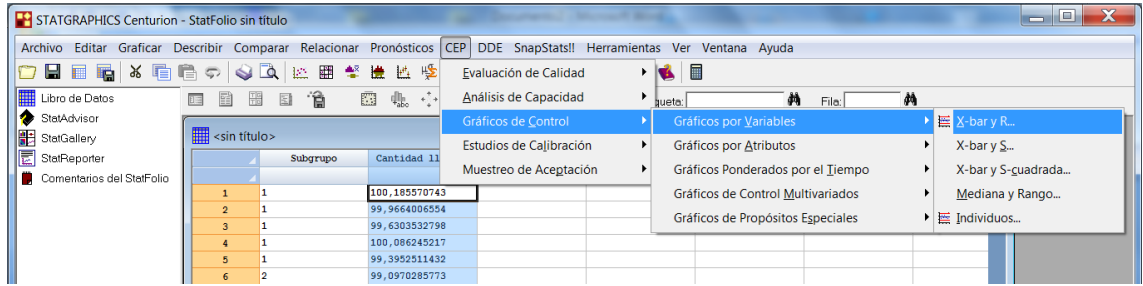 STATGRAPHICS Centurion - StatFolio sin título
Archivo Editar Graficar Describir Comparar Relacionar Pronósticos CEP DDE SnapStats!! Herramientas Ver Ventana Ayuda
Evaluación de Calidad
Análisis de Capacidad
Gráficos de Control
Estudios de Calibración
Muestreo de Aceptación
Gráficos por Variables
Gráficos por Atributos
Gráficos Ponderados por el Tiempo
Gráficos de Control Multivariados
Gráficos de Propósitos Especiales
X-bar y R...
X-bar y S...
X-bar y S-cuadrada...
Mediana y Rango...
Individuos...
Fila:
Libro de Datos
StatAdvisor
StatGallery
StatReporter
Comentarios del StatFolio
<sin título>
Subgrupo Cantidad
1 1 100,185570743
2 1 99,9664006554
3 1 99,6303532798
4 1 100,086245217
5 1 99,3952511432
6 2 99,0970285773